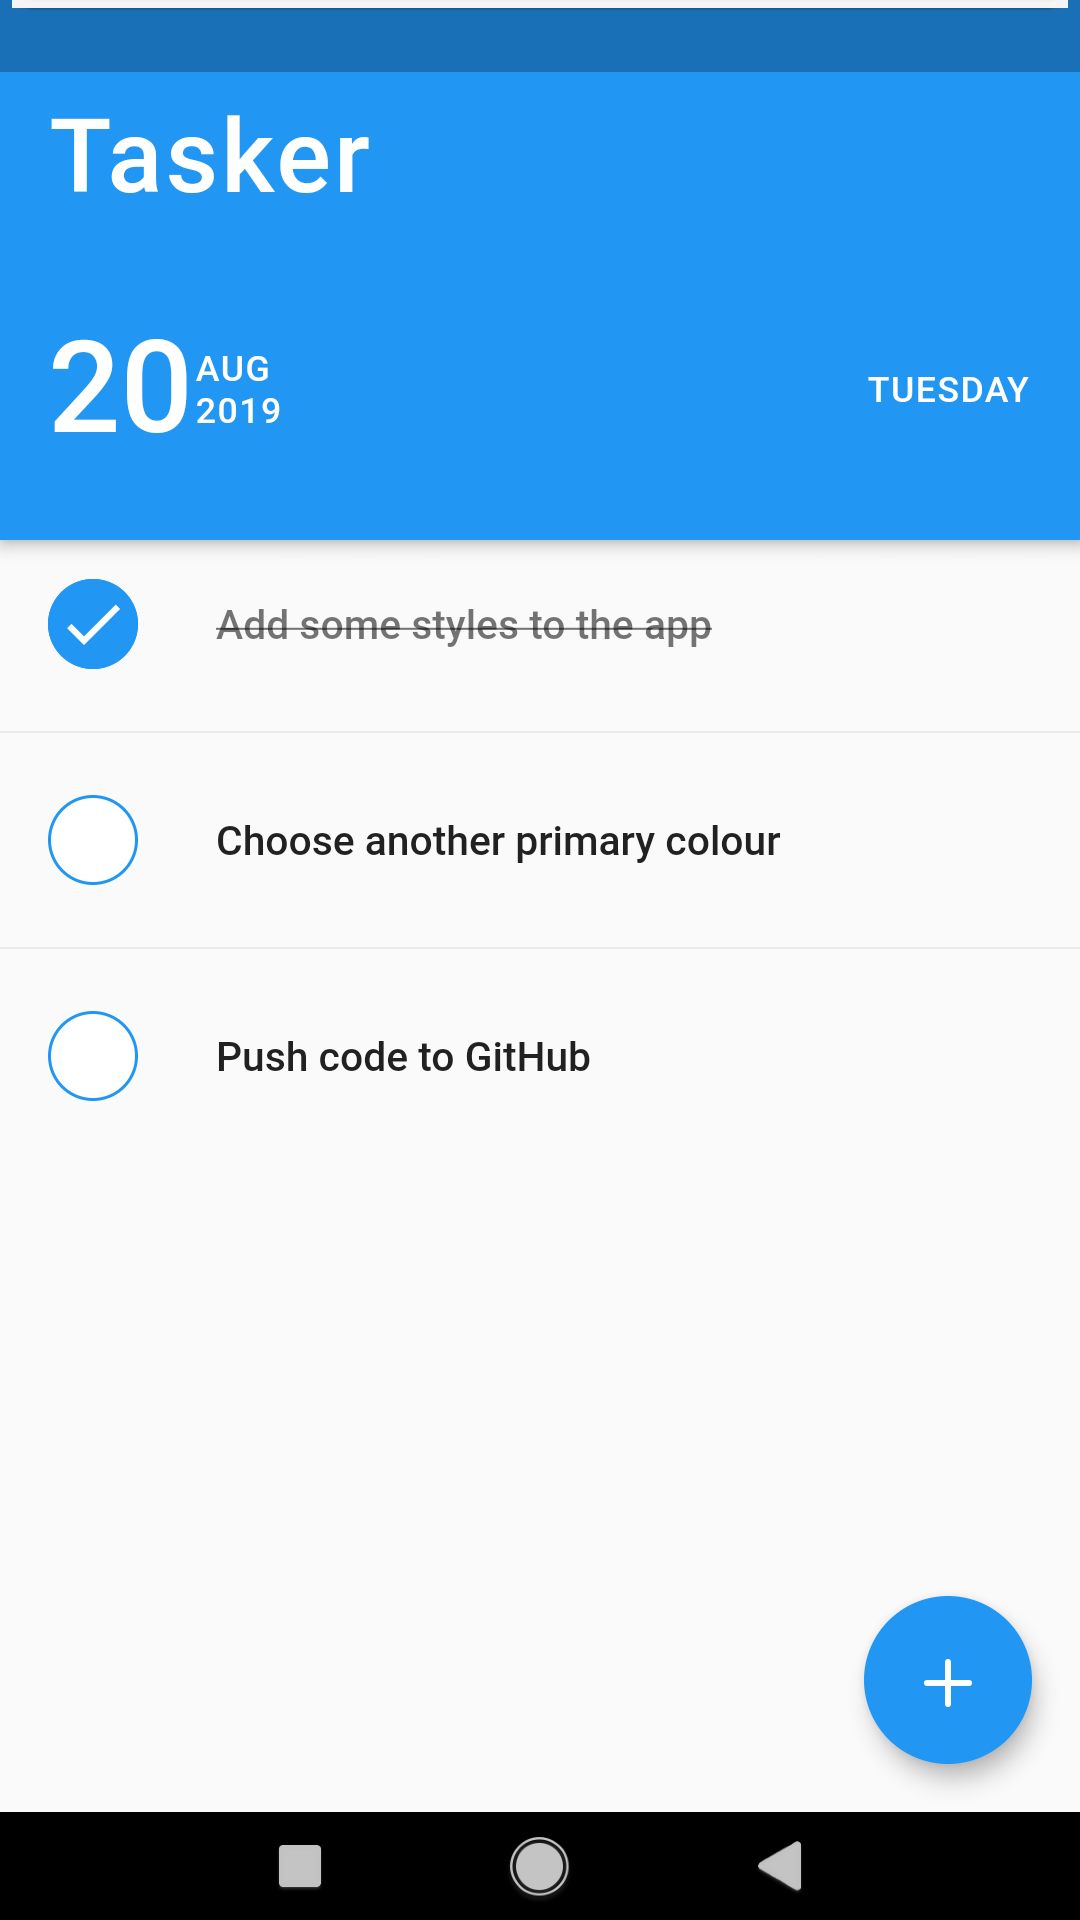 Tasker
20
AUG
2019
TUESDAY
Add some styles to the app
Choose another primary colour
Push code to GitHub